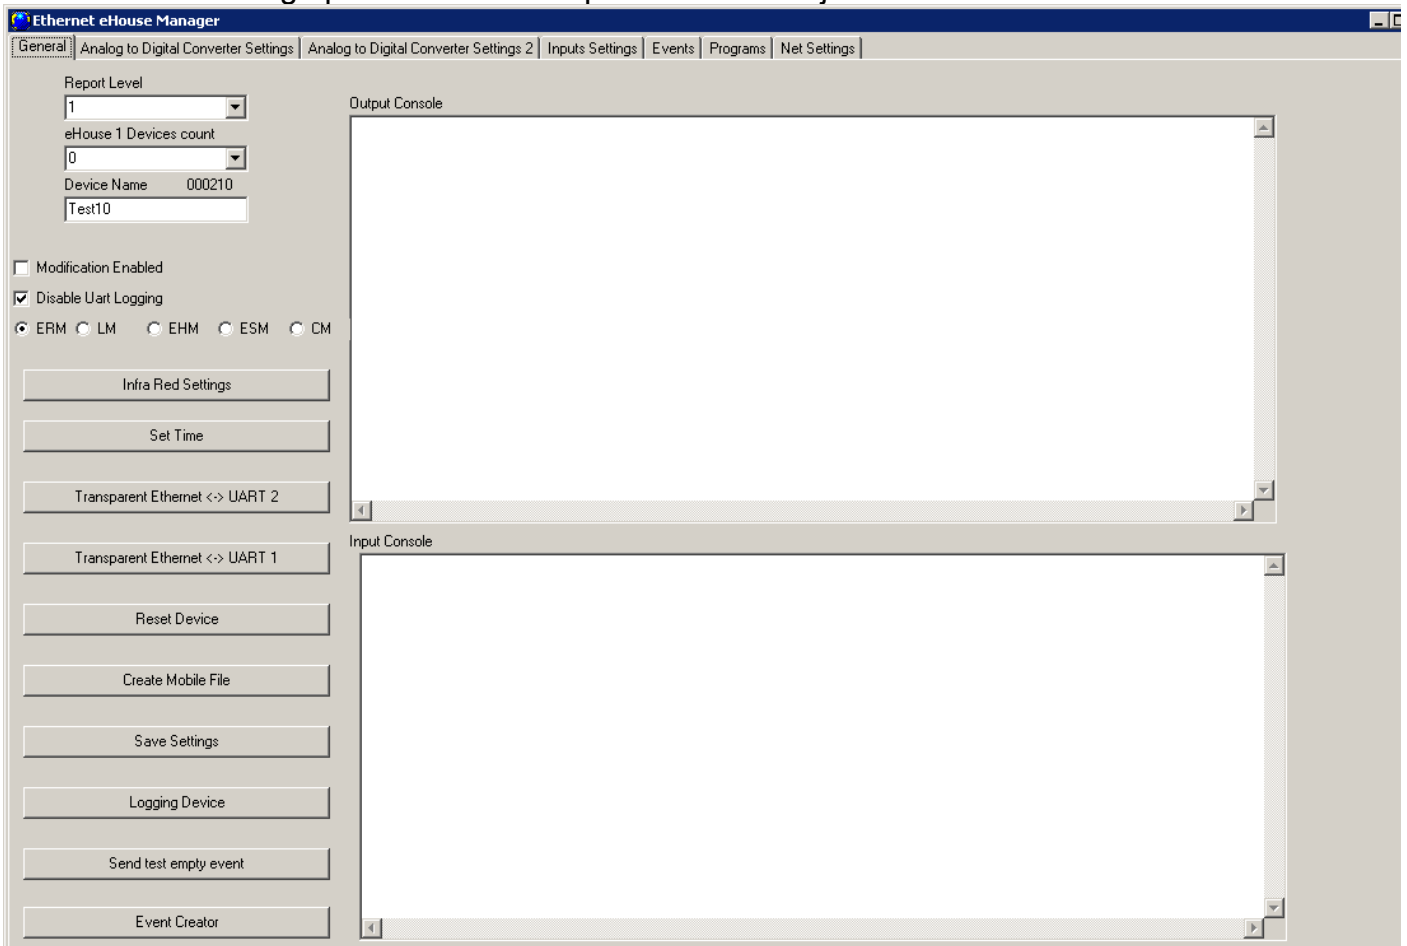 Ethernet eHouse Manager
General Analog to Digital Converter Settings Analog to Digital Converter Settings 2 Inputs Settings Events Programs Net Settings
Report Level
1
eHouse 1 Devices count
0
Device Name 000210
Test10
Modification Enabled
Disable Uart Logging
ERM LM EHM ESM CM
Infra Red Settings
Set Time
Transparent Ethernet <-> UART 2
Transparent Ethernet <-> UART 1
Reset Device
Create Mobile File
Save Settings
Logging Device
Send test empty event
Event Creator
Output Console
Input Console